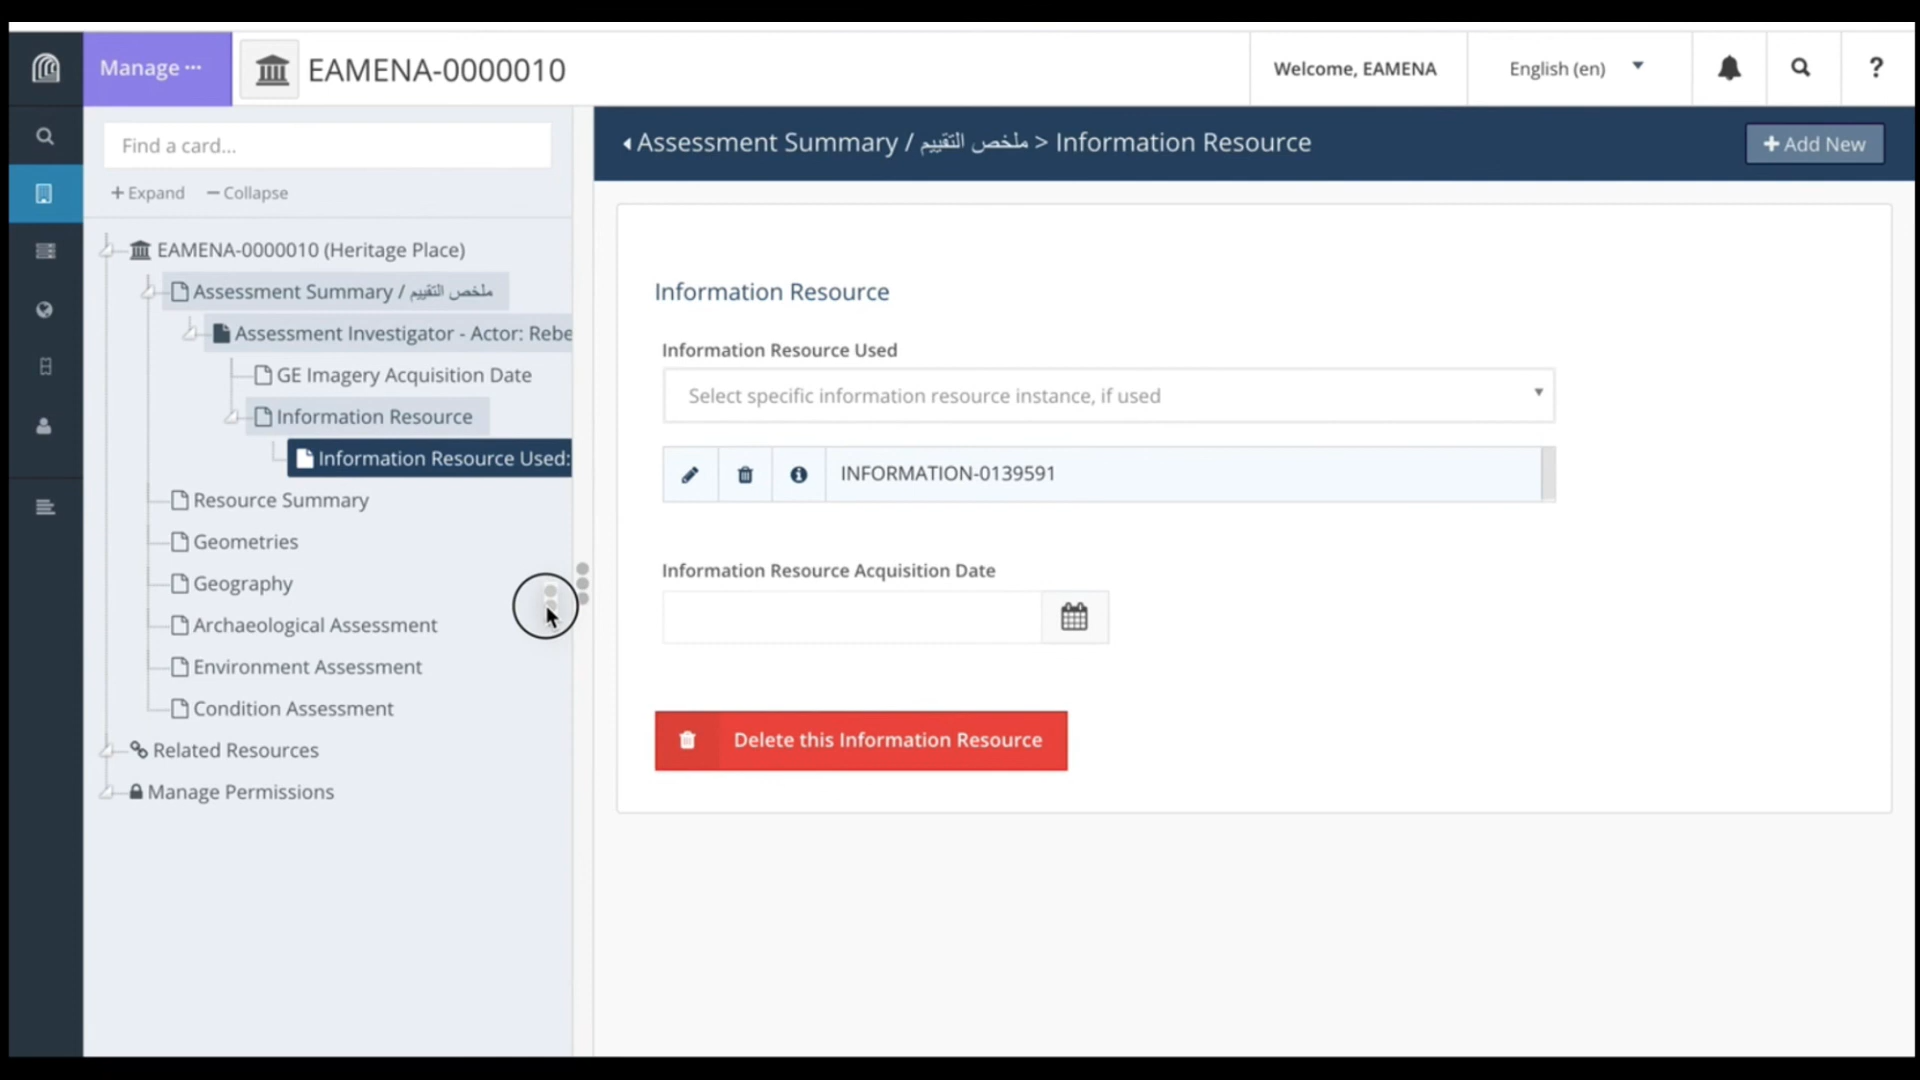 Manage ···
EAMENA-0000010
Welcome, EAMENA
English (en)
?
Find a card...
+ Expand
− Collapse
EAMENA-0000010 (Heritage Place)
Assessment Summary / ملخص التقييم
Assessment Investigator - Actor: Rebe
GE Imagery Acquisition Date
Information Resource
Information Resource Used:
Resource Summary
Geometries
Geography
Archaeological Assessment
Environment Assessment
Condition Assessment
Related Resources
Manage Permissions
Assessment Summary / ملخص التقييم > Information Resource
+ Add New
Information Resource
Information Resource Used
Select specific information resource instance, if used
INFORMATION-0139591
Information Resource Acquisition Date
Delete this Information Resource